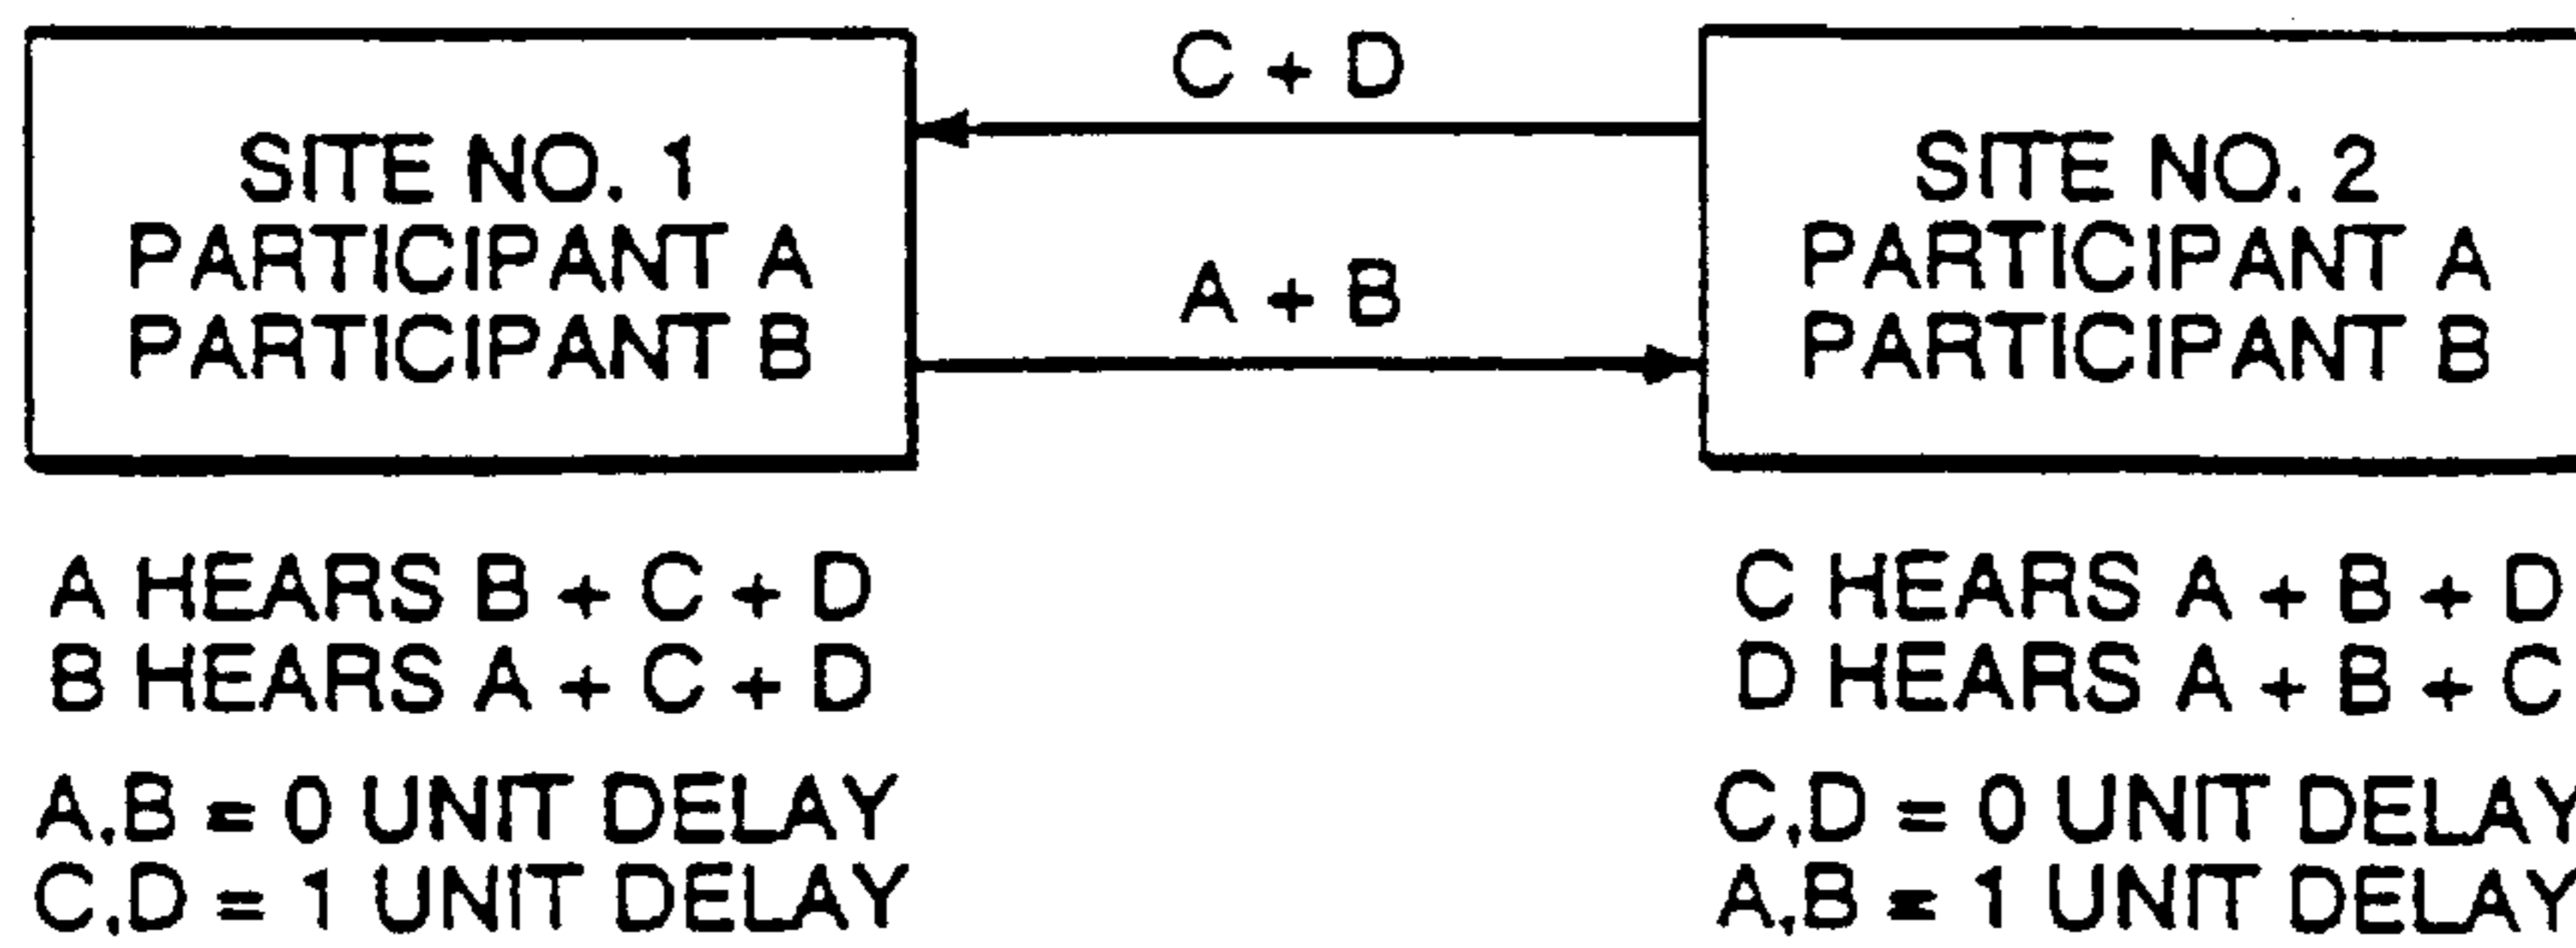 C + D
SITE NO. 1
PARTICIPANT A
PARTICIPANT B
A + B
SITE NO. 2
PARTICIPANT A
PARTICIPANT B
A HEARS B + C + D
B HEARS A + C + D
A,B = 0 UNIT DELAY
C,D = 1 UNIT DELAY
C HEARS A + B + D
D HEARS A + B + C
C,D = 0 UNIT DELAY
A,B = 1 UNIT DELAY